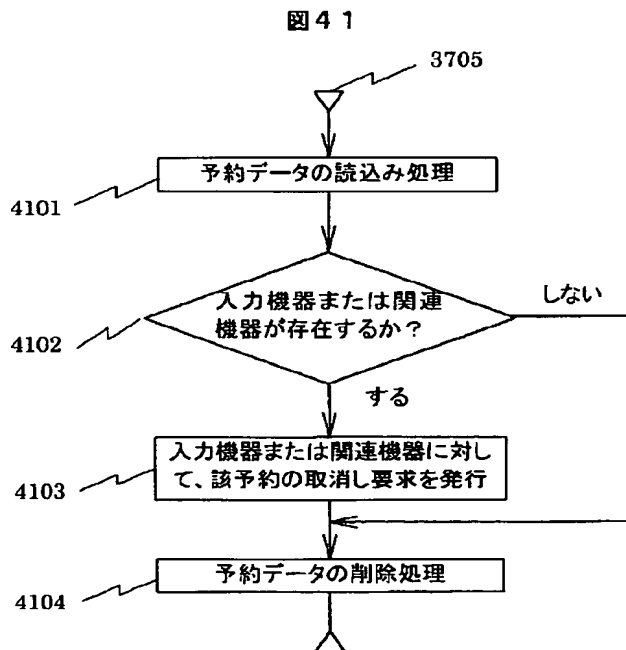 図41
3705
予約データの読込み処理
4101
入力機器または関連
機器が存在するか？
しない
4102
する
入力機器または関連機器に対し
て、該予約の取消し要求を発行
4103
予約データの削除処理
4104